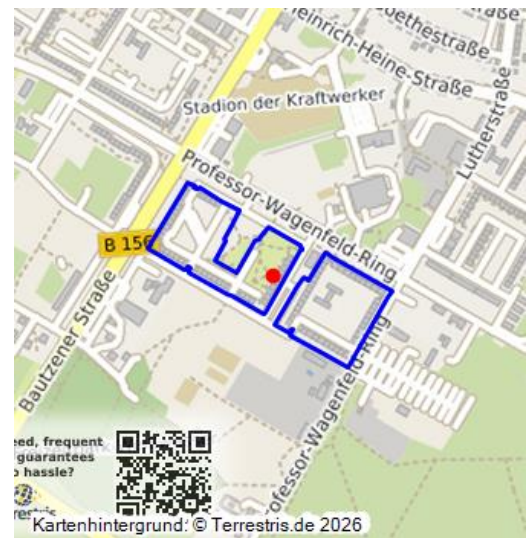 Goethestraße
Heinrich-Heine-Straße
Stadion der Kraftwerker
Lutherstraße
Professor-Wagenfeld-Ring
B 156
Bautzener Straße
Professor-Wagenfeld-Ring
eed, frequent
guarantees
o hassle?
restris
Kartenhintergrund: © Terrestris.de 2026